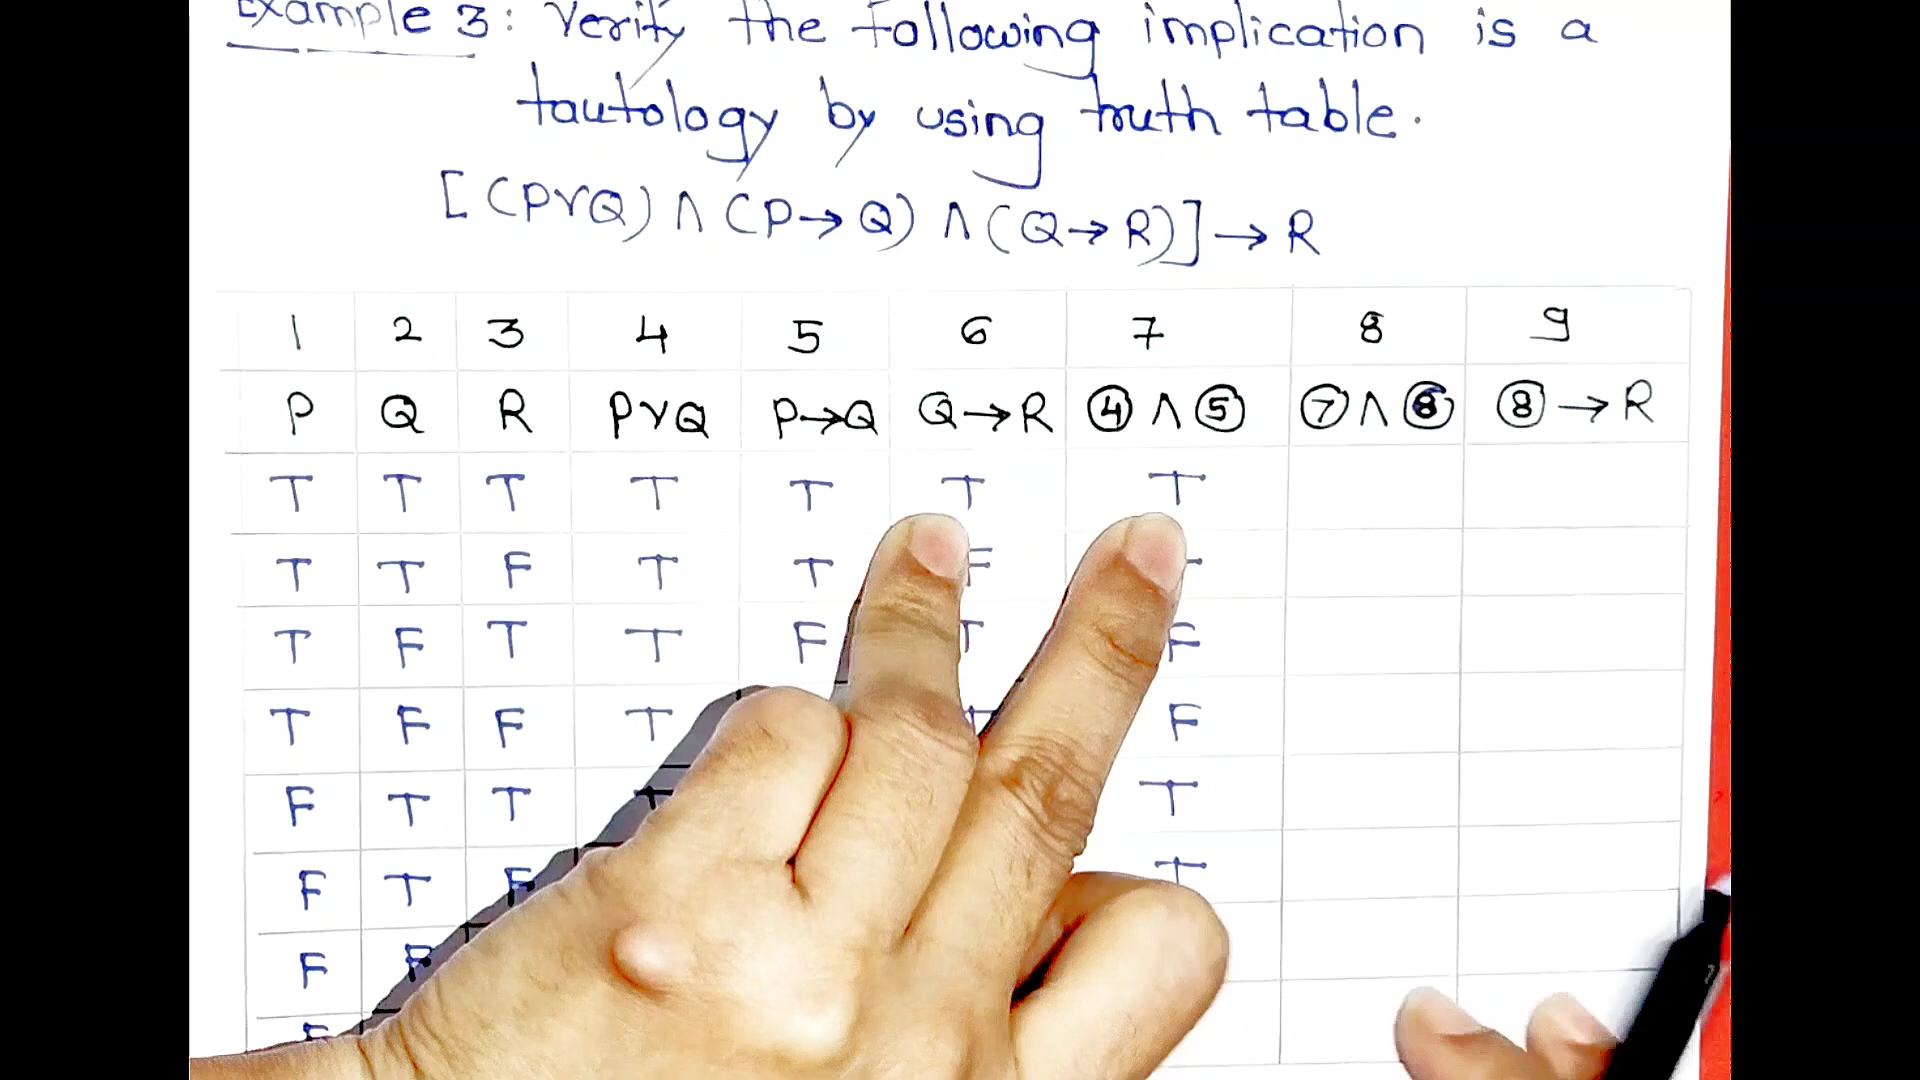 Example 3: Verify the following implication is a
tautology by using truth table.
[(P∨Q) ∧ (P→Q) ∧ (Q→R)] → R
1 2 3 4 5 6 7 8 9
P Q R P∨Q P→Q Q→R ④ ∧ ⑤ ⑦ ∧ ⑥ ⑧ → R
T T T T T T T
T T F T T F
T F T T F T F
T F F T T F
F T T T T
F T F T
F F
F